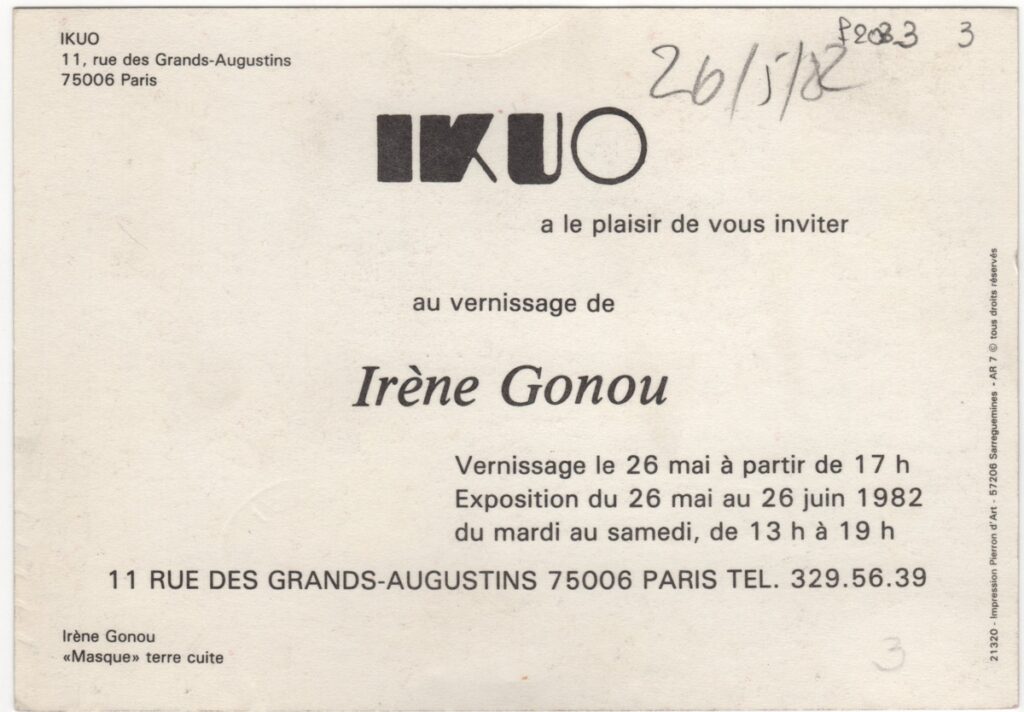 IKUO
11, rue des Grands-Augustins
75006 Paris
3
26/5/82
IKUO
a le plaisir de vous inviter
au vernissage de
Irène Gonou
Vernissage le 26 mai à partir de 17 h
Exposition du 26 mai au 26 juin 1982
du mardi au samedi, de 13 h à 19 h
11 RUE DES GRANDS-AUGUSTINS 75006 PARIS TEL. 329.56.39
Irène Gonou
«Masque» terre cuite
3
21320 - Impression Pierron d'Art - 57206 Sarreguemines - AR 7 © tous droits réservés